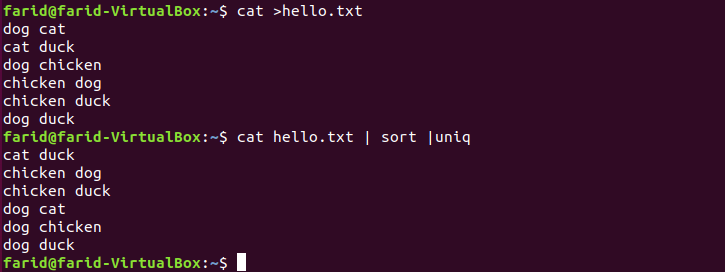 farid@farid-VirtualBox:~$ cat >hello.txt
dog cat
cat duck
dog chicken
chicken dog
chicken duck
dog duck
farid@farid-VirtualBox:~$ cat hello.txt | sort |uniq
cat duck
chicken dog
chicken duck
dog cat
dog chicken
dog duck
farid@farid-VirtualBox:~$